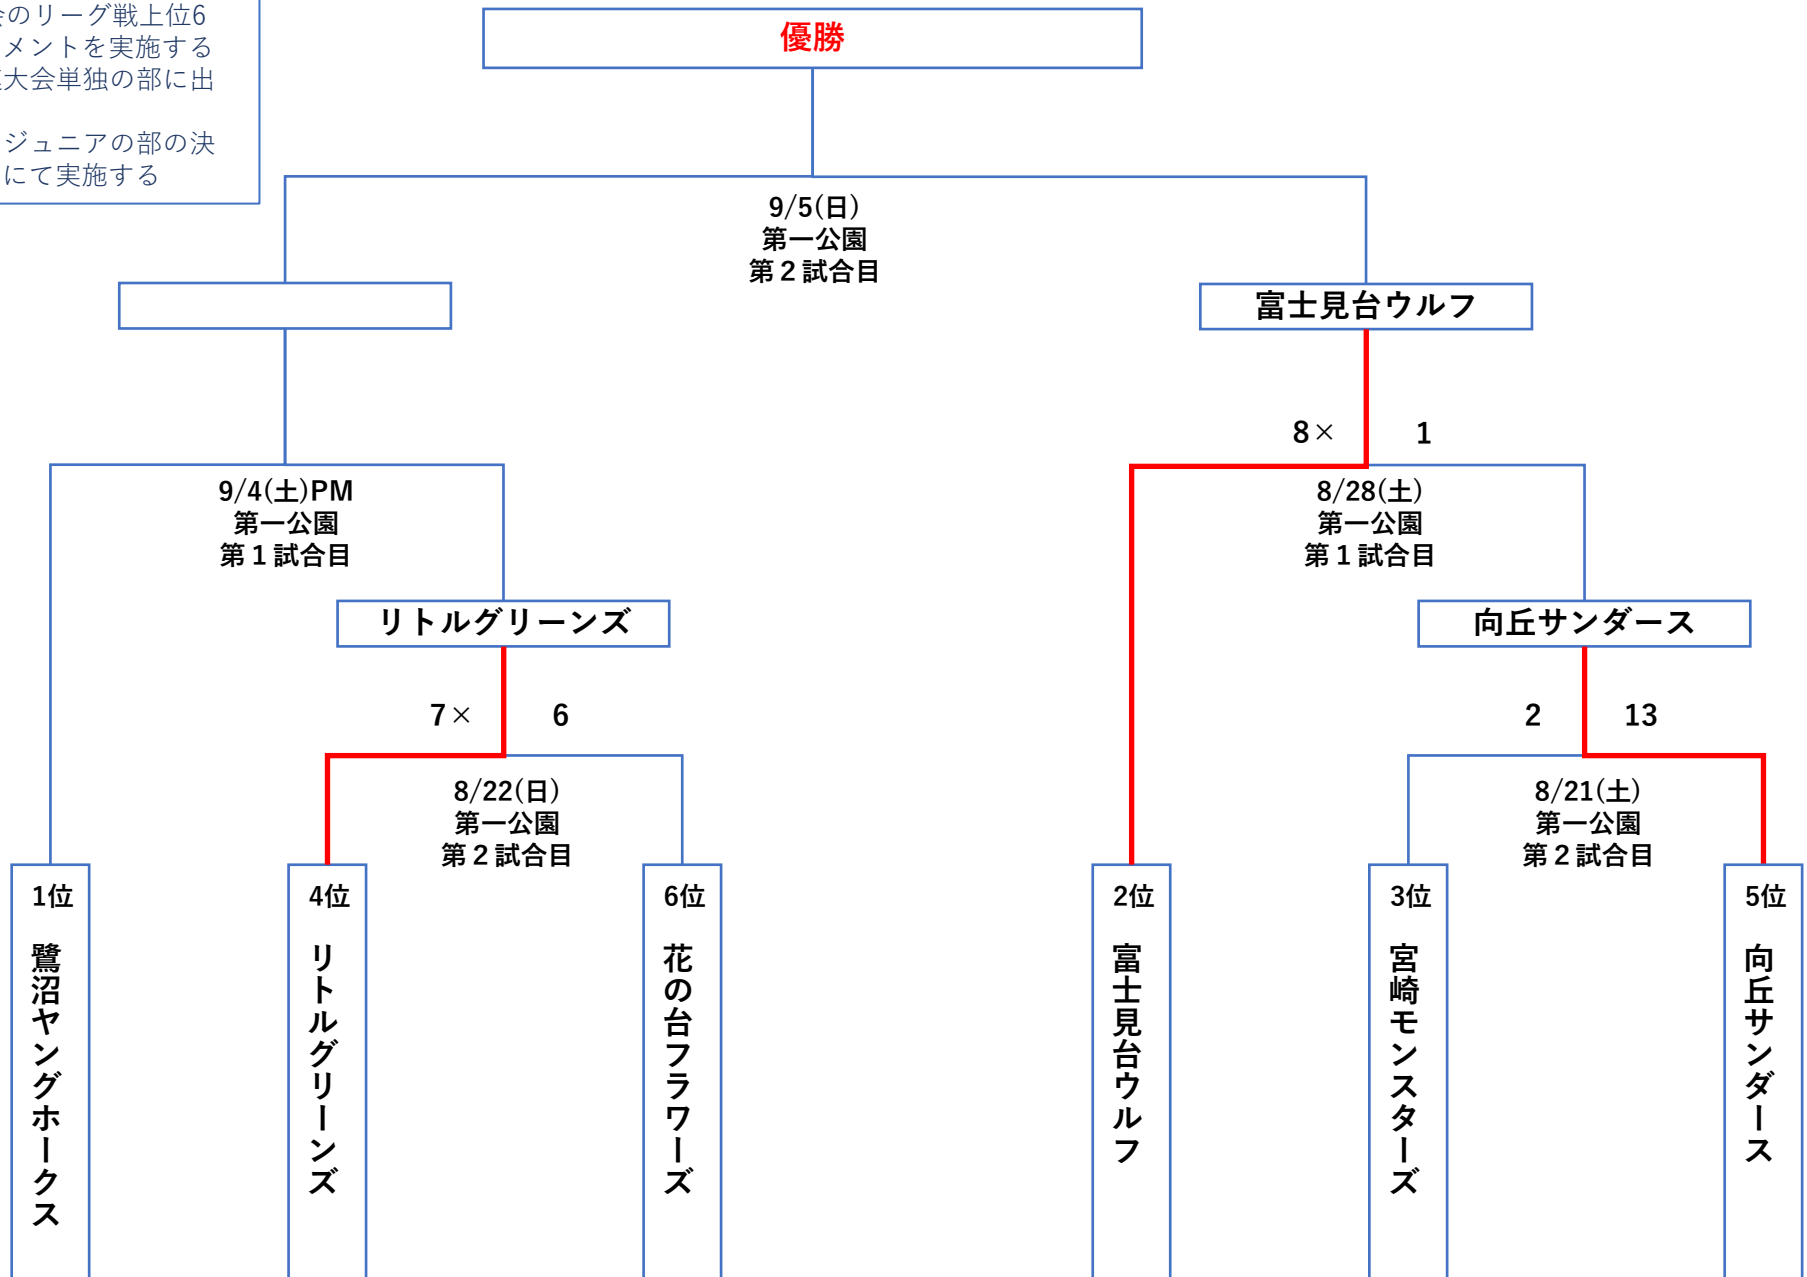 会のリーグ戦上位6
メントを実施する
大会単独の部に出
ジュニアの部の決
にて実施する
優勝
9/5(日)
第一公園
第２試合目
富士見台ウルフ
8×
1
9/4(土)PM
第一公園
第１試合目
8/28(土)
第一公園
第１試合目
リトルグリーンズ
向丘サンダース
7×
6
2
13
8/22(日)
第一公園
第２試合目
8/21(土)
第一公園
第２試合目
1位
鷺沼ヤングホークス
4位
リトルグリーンズ
6位
花の台フラワーズ
2位
富士見台ウルフ
3位
宮崎モンスターズ
5位
向丘サンダース